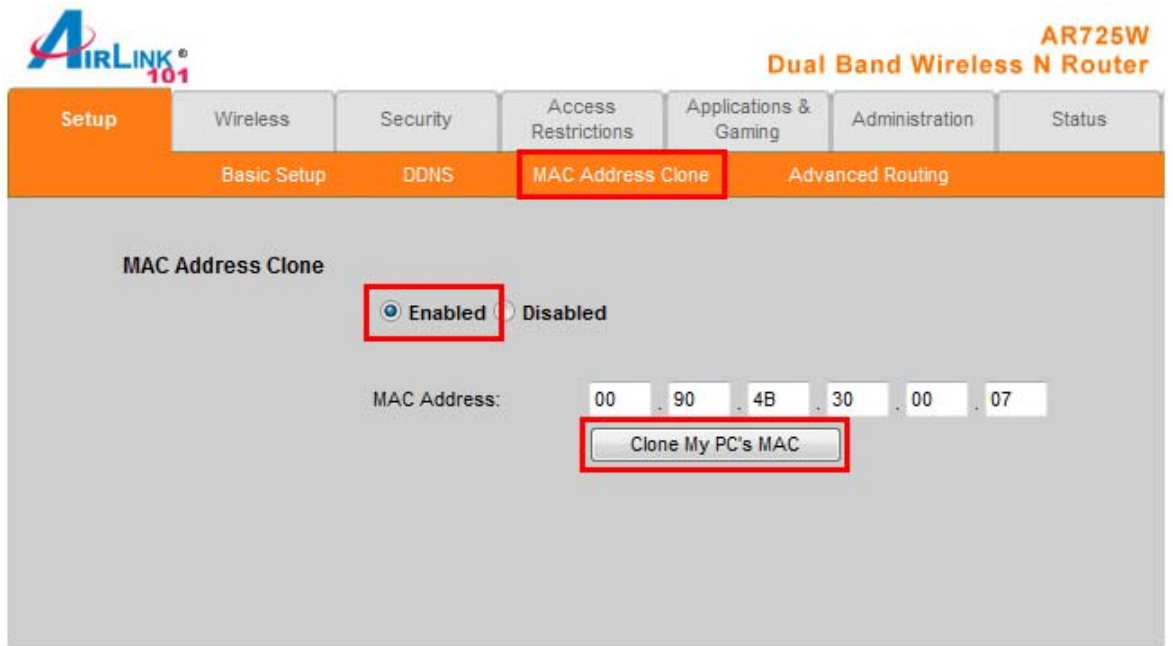 AIRLINK®
101
AR725W
Dual Band Wireless N Router
Setup Wireless Security Access Restrictions Applications & Gaming Administration Status
Basic Setup DDNS MAC Address Clone Advanced Routing
MAC Address Clone
Enabled Disabled
MAC Address: 00 . 90 . 4B . 30 . 00 . 07
Clone My PC's MAC